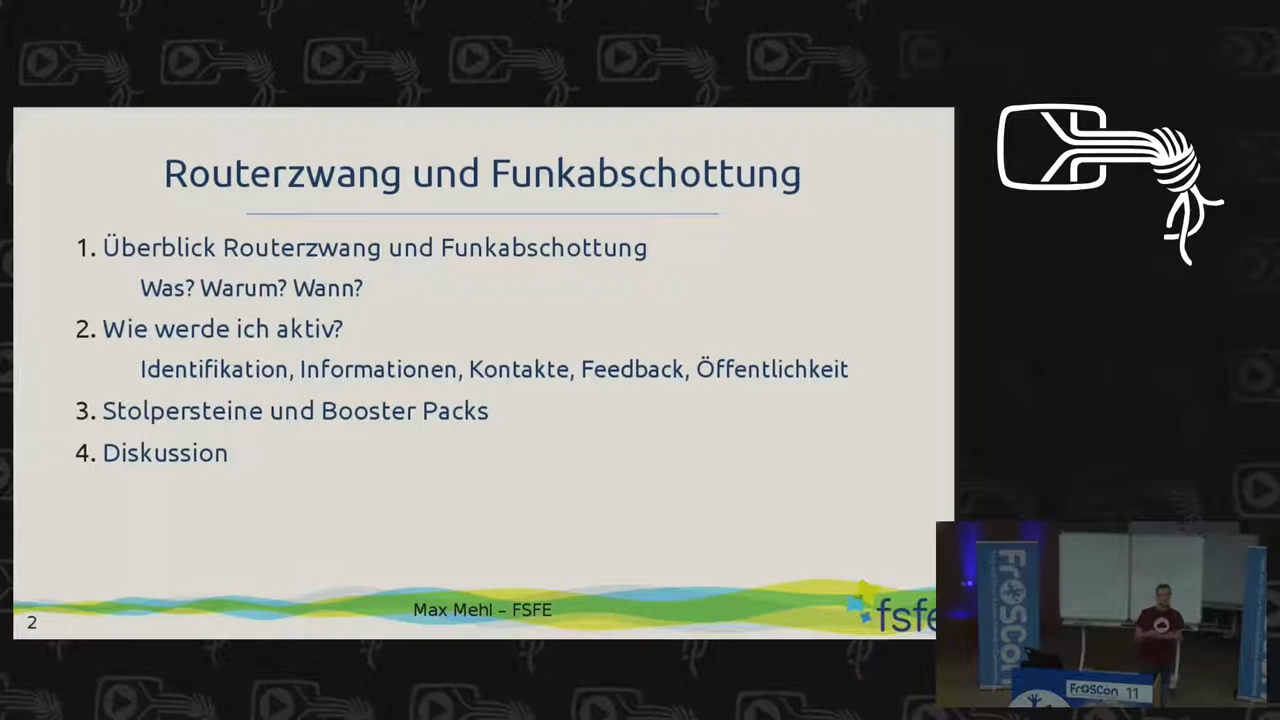 Routerzwang und Funkabschottung
1. Überblick Routerzwang und Funkabschottung
Was? Warum? Wann?
2. Wie werde ich aktiv?
Identifikation, Informationen, Kontakte, Feedback, Öffentlichkeit
3. Stolpersteine und Booster Packs
4. Diskussion
Max Mehl – FSFE
2
fsfe
FrOSCon
FrOSCon 11